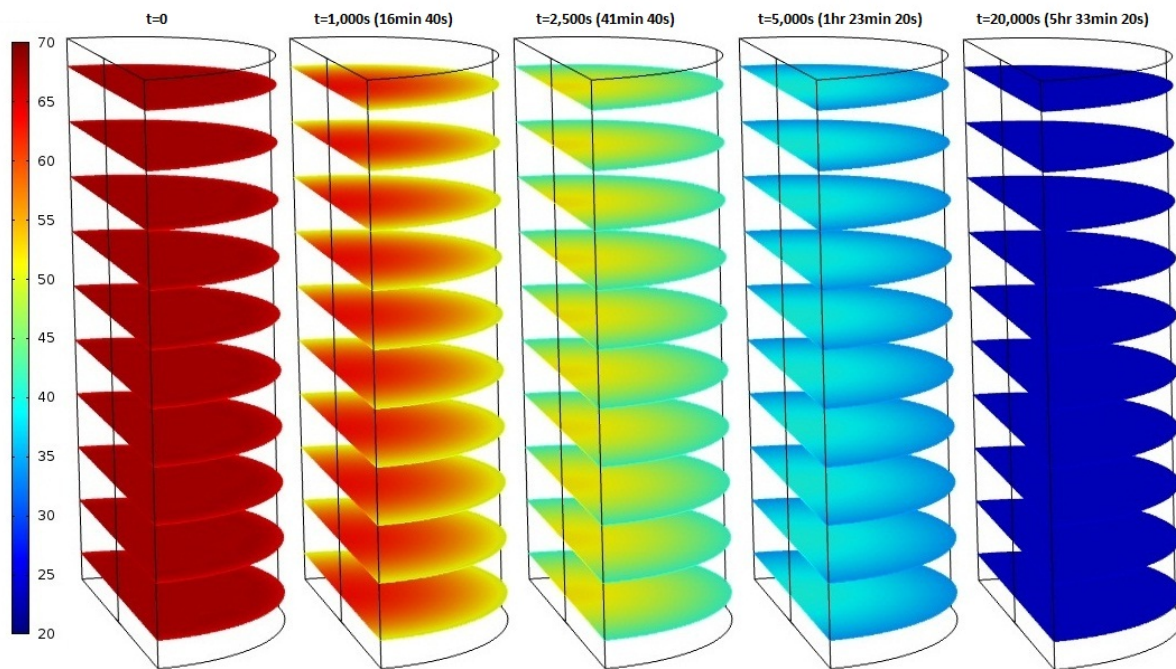 t=0
t=1,000s (16min 40s)
t=2,500s (41min 40s)
t=5,000s (1hr 23min 20s)
t=20,000s (5hr 33min 20s)
70
65
60
55
50
45
40
35
30
25
20